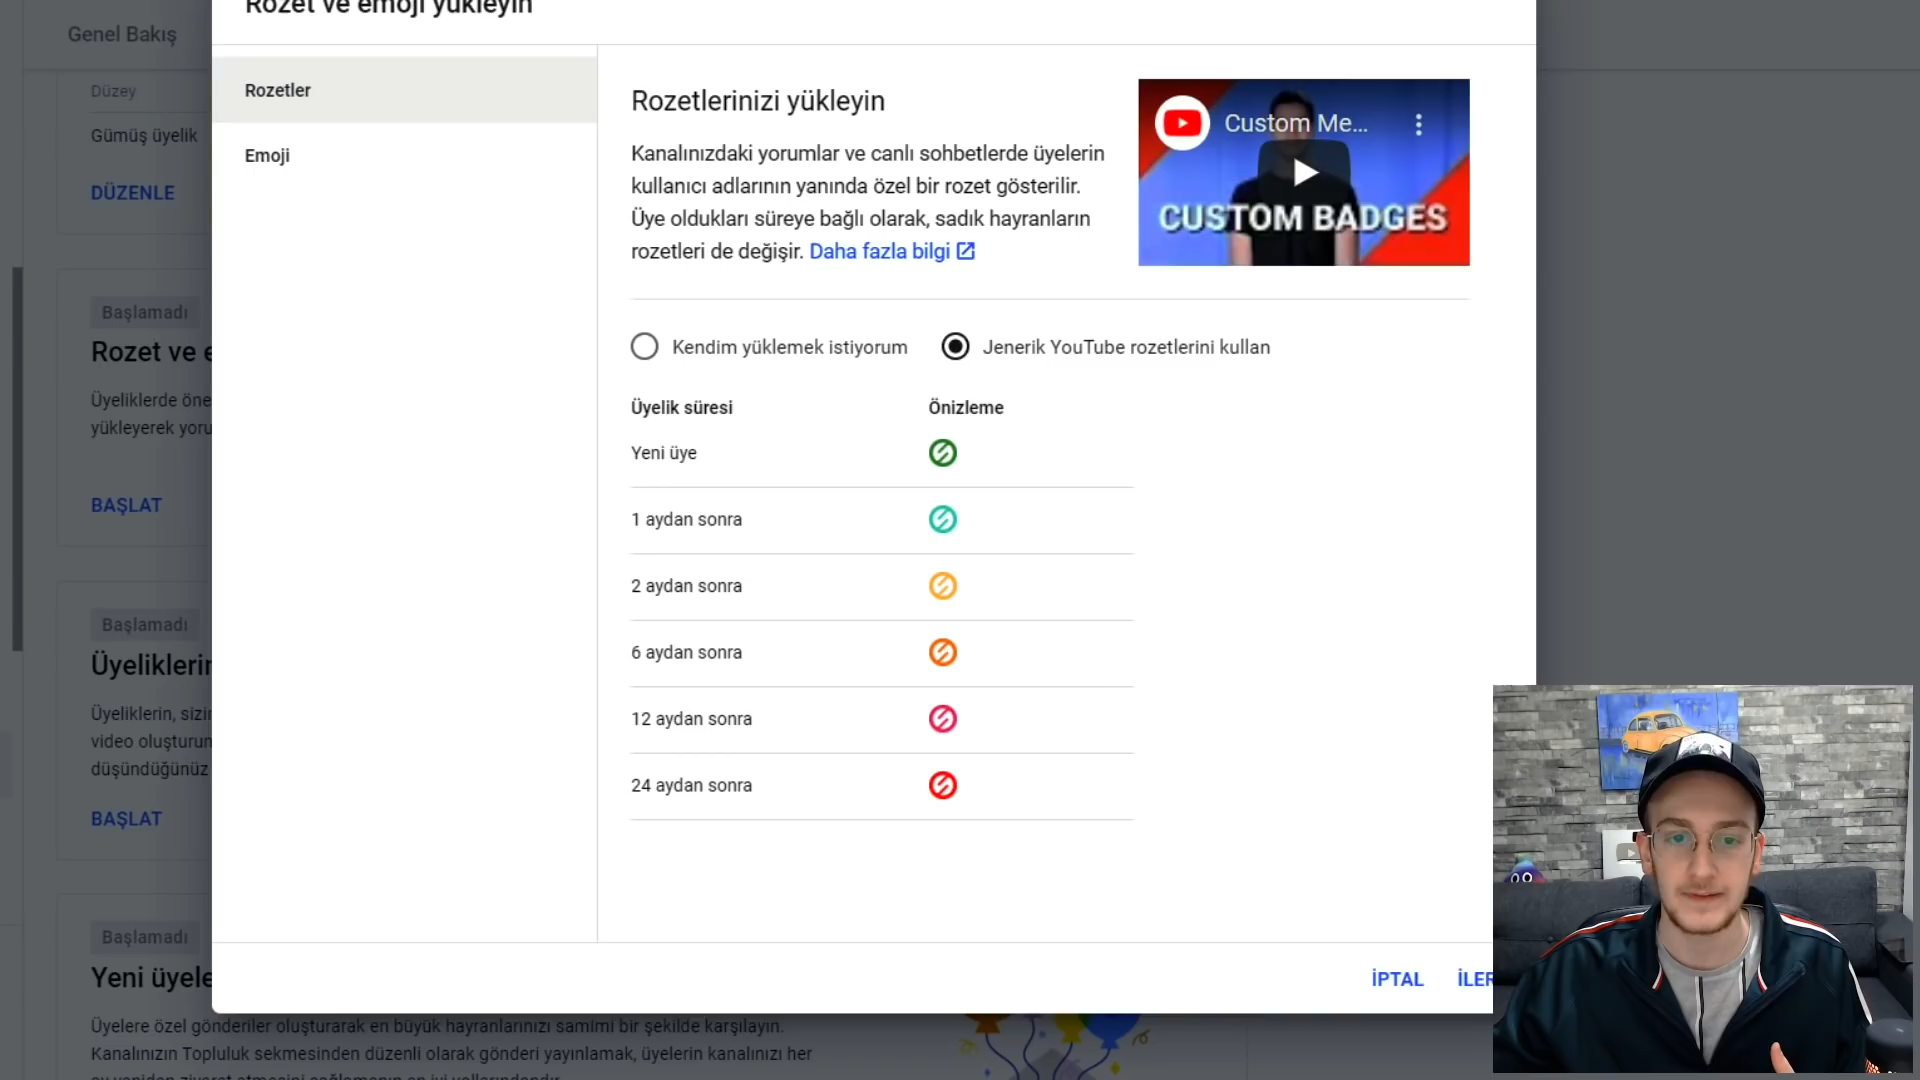 Rozet ve emoji yükleyin
Genel Bakış
Düzey
Gümüş üyelik
DÜZENLE
Başlamadı
Rozet ve e
Üyeliklerde öne
yükleyerek yoru
BAŞLAT
Başlamadı
Üyeliklerin
Üyeliklerin, sizin
video oluşturun
düşündüğünüz
BAŞLAT
Başlamadı
Yeni üyele
Üyelere özel gönderiler oluşturarak en büyük hayranlarınızı samimi bir şekilde karşılayın.
Kanalınızın Topluluk sekmesinden düzenli olarak gönderi yayınlamak, üyelerin kanalınızı her
Rozetler
Emoji
Rozetlerinizi yükleyin
Kanalınızdaki yorumlar ve canlı sohbetlerde üyelerin
kullanıcı adlarının yanında özel bir rozet gösterilir.
Üye oldukları süreye bağlı olarak, sadık hayranların
rozetleri de değişir. Daha fazla bilgi
Custom Me...
CUSTOM BADGES
Kendim yüklemek istiyorum
Jenerik YouTube rozetlerini kullan
Üyelik süresi Önizleme
Yeni üye
1 aydan sonra
2 aydan sonra
6 aydan sonra
12 aydan sonra
24 aydan sonra
İPTAL
İLER